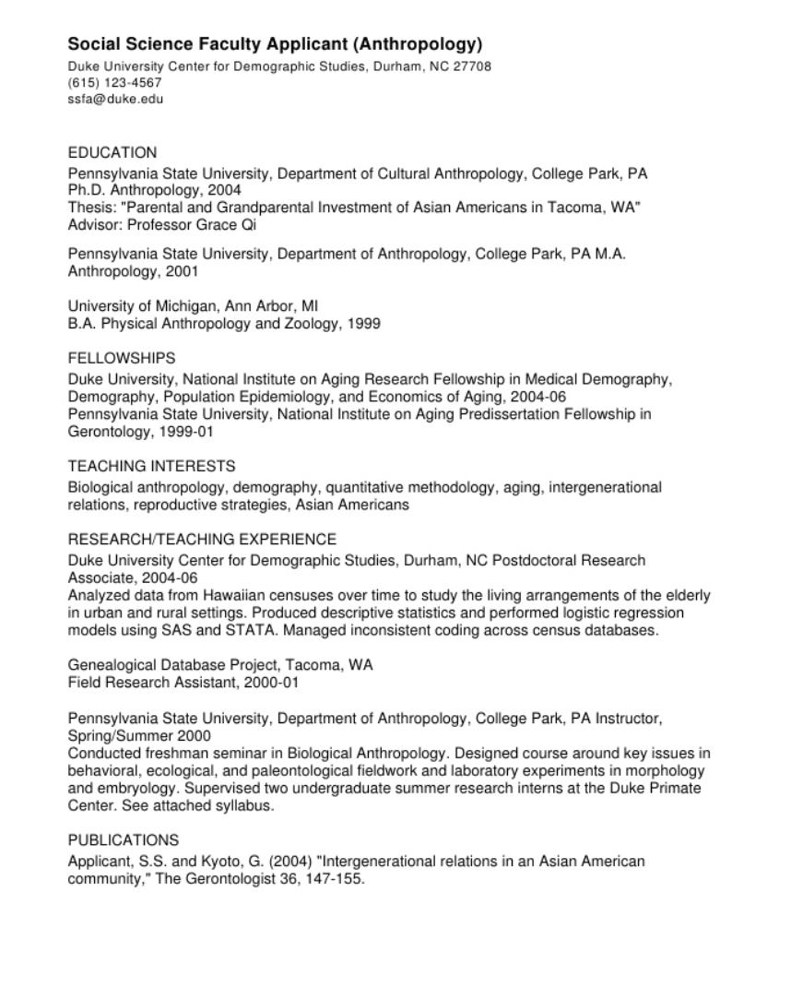 Social Science Faculty Applicant (Anthropology)
Duke University Center for Demographic Studies, Durham, NC 27708
(615) 123-4567
ssfa@duke.edu
EDUCATION
Pennsylvania State University, Department of Cultural Anthropology, College Park, PA
Ph.D. Anthropology, 2004
Thesis: "Parental and Grandparental Investment of Asian Americans in Tacoma, WA"
Advisor: Professor Grace Qi
Pennsylvania State University, Department of Anthropology, College Park, PA M.A.
Anthropology, 2001
University of Michigan, Ann Arbor, MI
B.A. Physical Anthropology and Zoology, 1999
FELLOWSHIPS
Duke University, National Institute on Aging Research Fellowship in Medical Demography,
Demography, Population Epidemiology, and Economics of Aging, 2004-06
Pennsylvania State University, National Institute on Aging Predissertation Fellowship in
Gerontology, 1999-01
TEACHING INTERESTS
Biological anthropology, demography, quantitative methodology, aging, intergenerational
relations, reproductive strategies, Asian Americans
RESEARCH/TEACHING EXPERIENCE
Duke University Center for Demographic Studies, Durham, NC Postdoctoral Research
Associate, 2004-06
Analyzed data from Hawaiian censuses over time to study the living arrangements of the elderly
in urban and rural settings. Produced descriptive statistics and performed logistic regression
models using SAS and STATA. Managed inconsistent coding across census databases.
Genealogical Database Project, Tacoma, WA
Field Research Assistant, 2000-01
Pennsylvania State University, Department of Anthropology, College Park, PA Instructor,
Spring/Summer 2000
Conducted freshman seminar in Biological Anthropology. Designed course around key issues in
behavioral, ecological, and paleontological fieldwork and laboratory experiments in morphology
and embryology. Supervised two undergraduate summer research interns at the Duke Primate
Center. See attached syllabus.
PUBLICATIONS
Applicant, S.S. and Kyoto, G. (2004) "Intergenerational relations in an Asian American
community," The Gerontologist 36, 147-155.